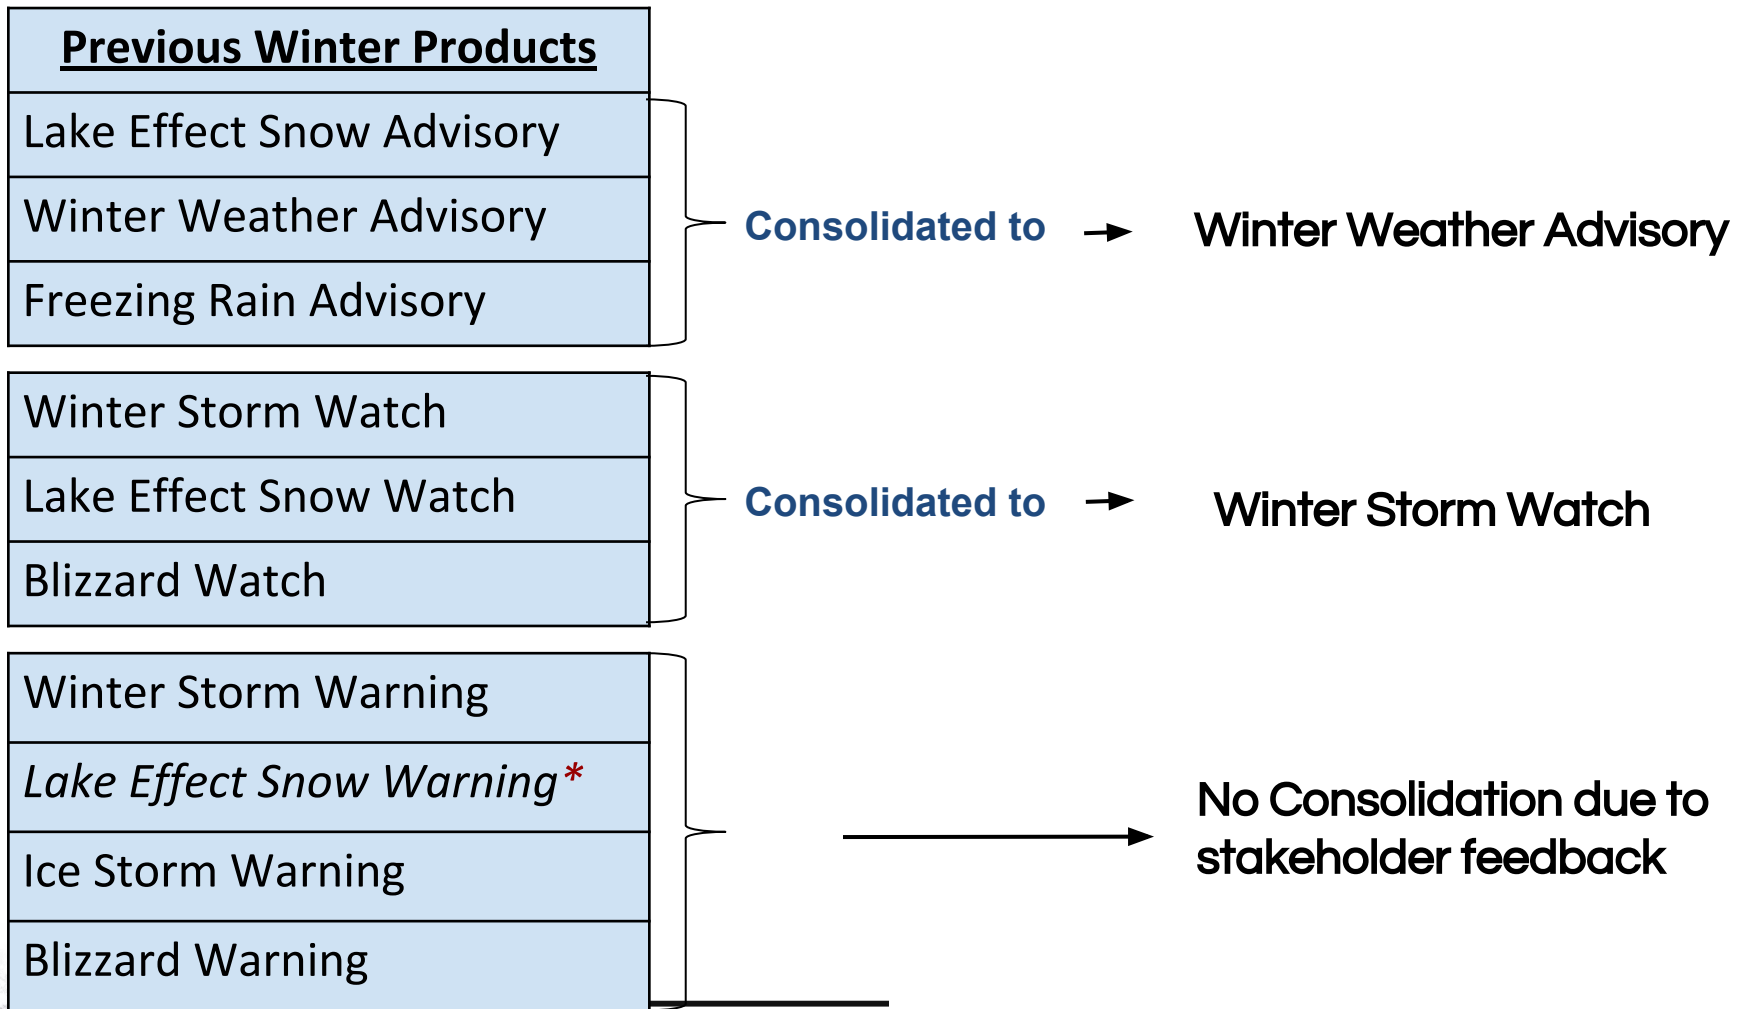 Previous Winter Products
Lake Effect Snow Advisory
Winter Weather Advisory
Freezing Rain Advisory
Consolidated to
Winter Weather Advisory
Winter Storm Watch
Lake Effect Snow Watch
Blizzard Watch
Consolidated to
Winter Storm Watch
Winter Storm Warning
Lake Effect Snow Warning*
Ice Storm Warning
Blizzard Warning
No Consolidation due to
stakeholder feedback